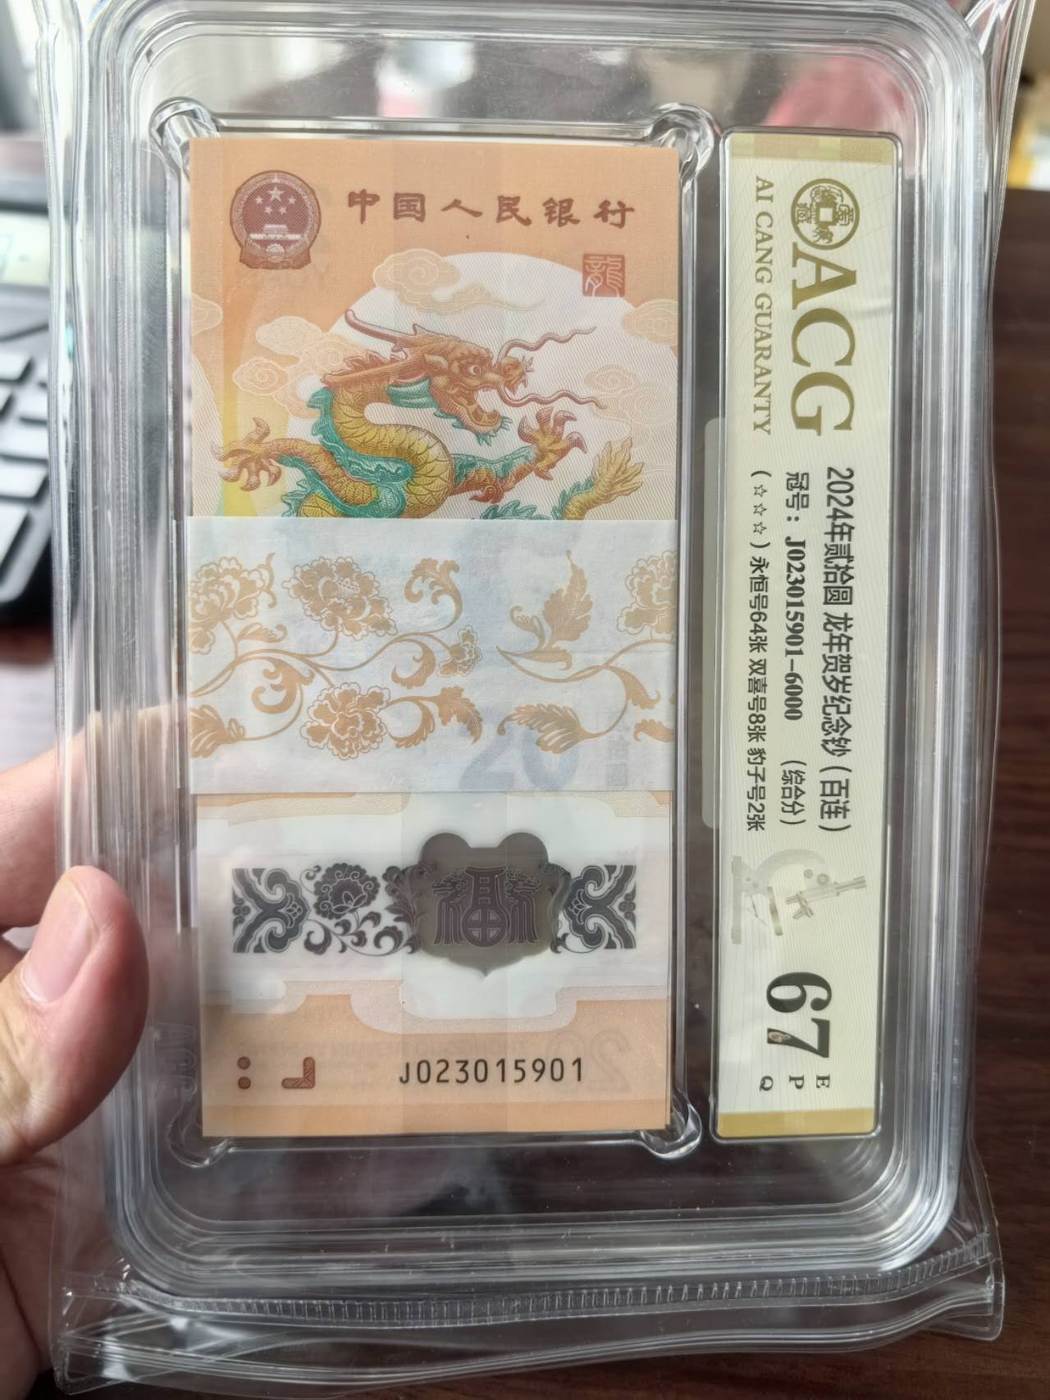 中国人民银行
龍
福
J023015901
ACG
AI CANG GUARANTY
2024年贰拾圆 龙年贺岁纪念钞（百连）
冠号：J023015901-6000 （综合分）
（☆☆☆）永恒号64张 双喜号8张 豹子号2张
67
E
P
Q